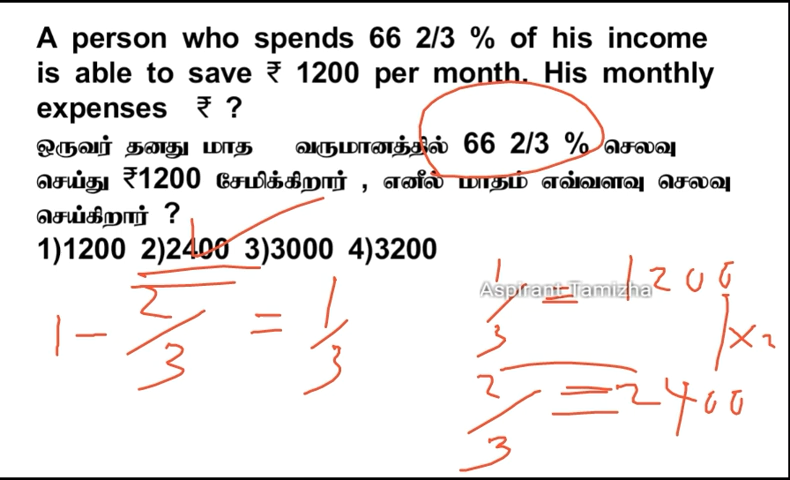 A person who spends 66 2/3 % of his income
is able to save ₹ 1200 per month. His monthly
expenses ₹ ?
ஒருவர் தனது மாத வருமானத்தில் 66 2/3 % செலவு
செய்து ₹1200 சேமிக்கிறார் , எனில் மாதம் எவ்வளவு செலவு
செய்கிறார் ?
1)1200 2)2400 3)3000 4)3200
Aspirant Tamizha
1 - 2/3 = 1/3
1/3 = 1200
x2
2/3 = 2400